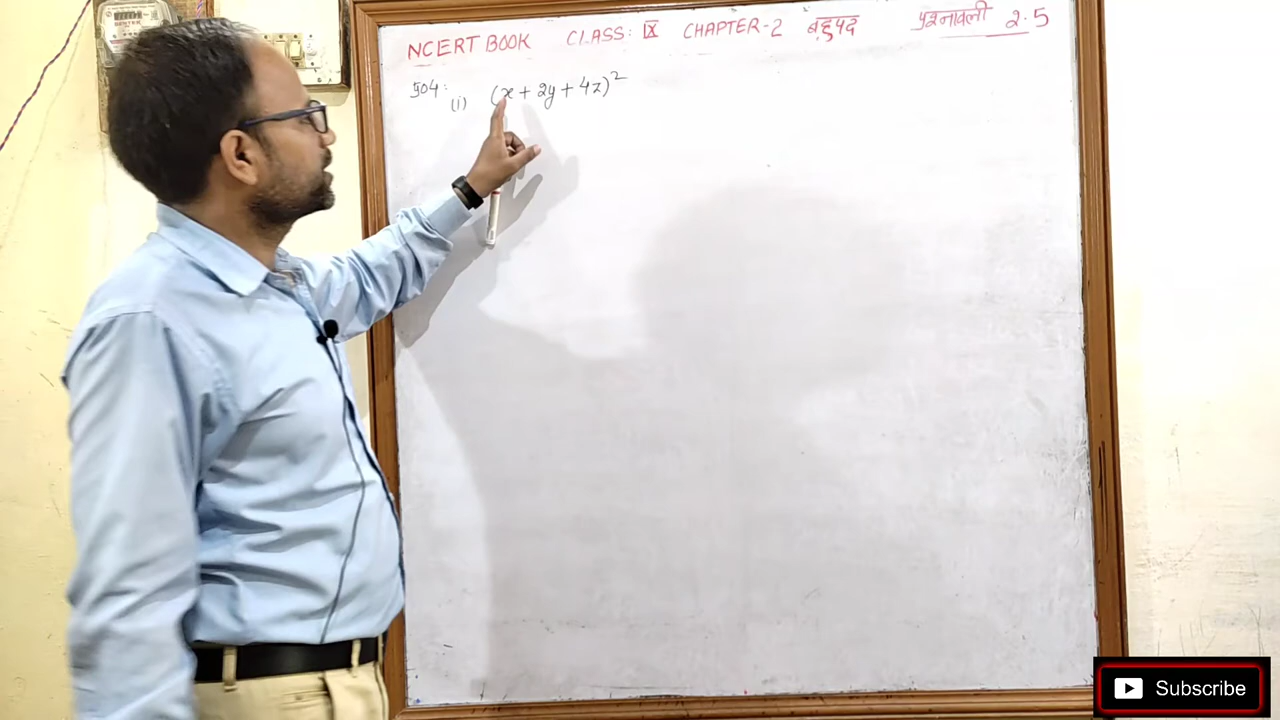 NCERT BOOK CLASS: IX CHAPTER-2 बहुपद प्रश्नावली 2.5
प्र04:
(i) (x + 2y + 4z)²
Subscribe